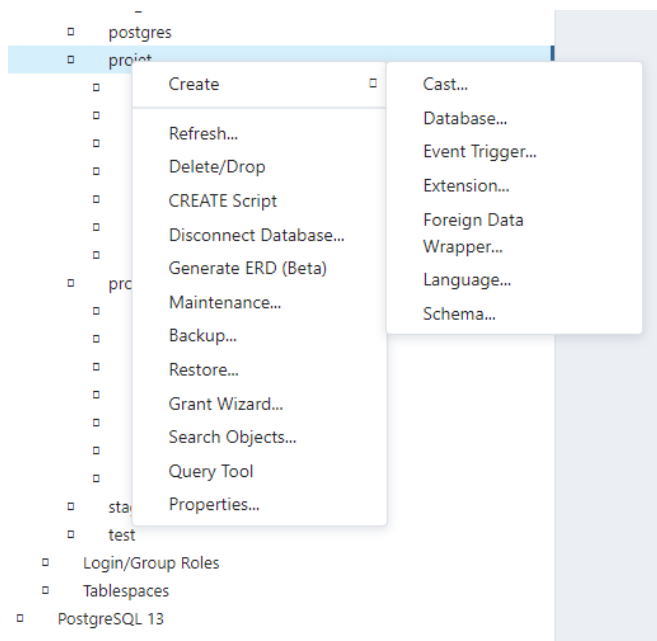 postgres
projet
Create
Refresh...
Delete/Drop
CREATE Script
Disconnect Database...
Generate ERD (Beta)
Maintenance...
Backup...
Restore...
Grant Wizard...
Search Objects...
Query Tool
Properties...
Cast...
Database...
Event Trigger...
Extension...
Foreign Data
Wrapper...
Language...
Schema...
test
Login/Group Roles
Tablespaces
PostgreSQL 13